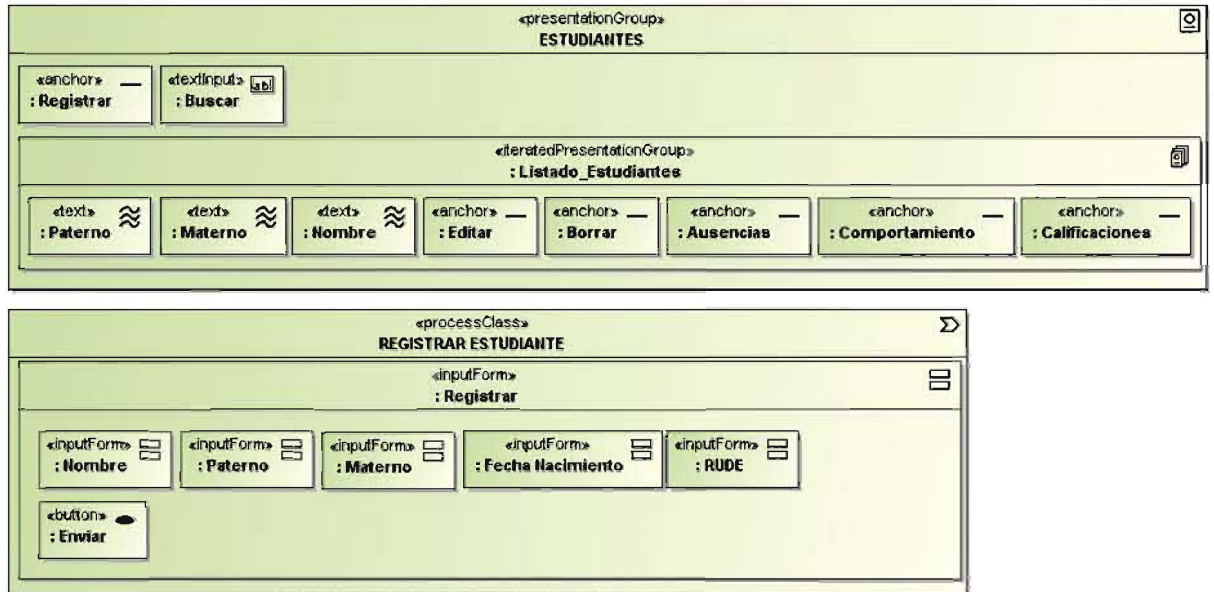 «presentationGroup»
ESTUDIANTES
«anchor»
: Registrar
«textInput»
ab|
: Buscar
«iteratedPresentationGroup»
: Listado_Estudiantes
«text»
: Paterno
«text»
: Materno
«text»
: Nombre
«anchor»
: Editar
«anchor»
: Borrar
«anchor»
: Ausencias
«anchor»
: Comportamiento
«anchor»
: Calificaciones
«processClass»
REGISTRAR ESTUDIANTE
«inputForm»
: Registrar
«inputForm»
: Nombre
«inputForm»
: Paterno
«inputForm»
: Materno
«inputForm»
: Fecha Nacimiento
«inputForm»
: RUDE
«button»
: Enviar